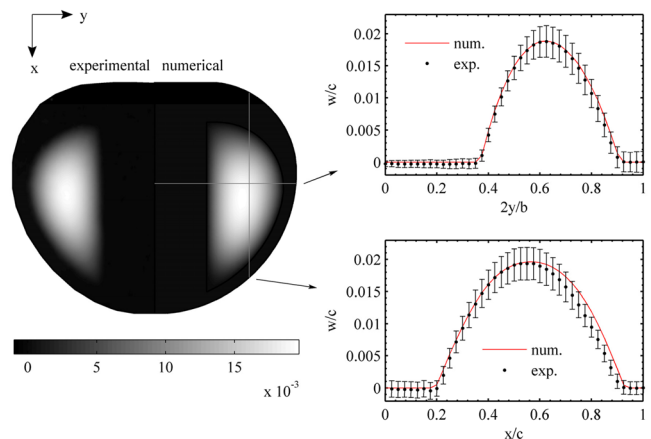 y
x
experimental numerical
0 5 10 15
x 10⁻³
0.02
0.015
0.01
0.005
0
w/c
num.
exp.
0 0.2 0.4 0.6 0.8 1
2y/b
0.02
0.015
0.01
0.005
0
w/c
num.
exp.
0 0.2 0.4 0.6 0.8 1
x/c